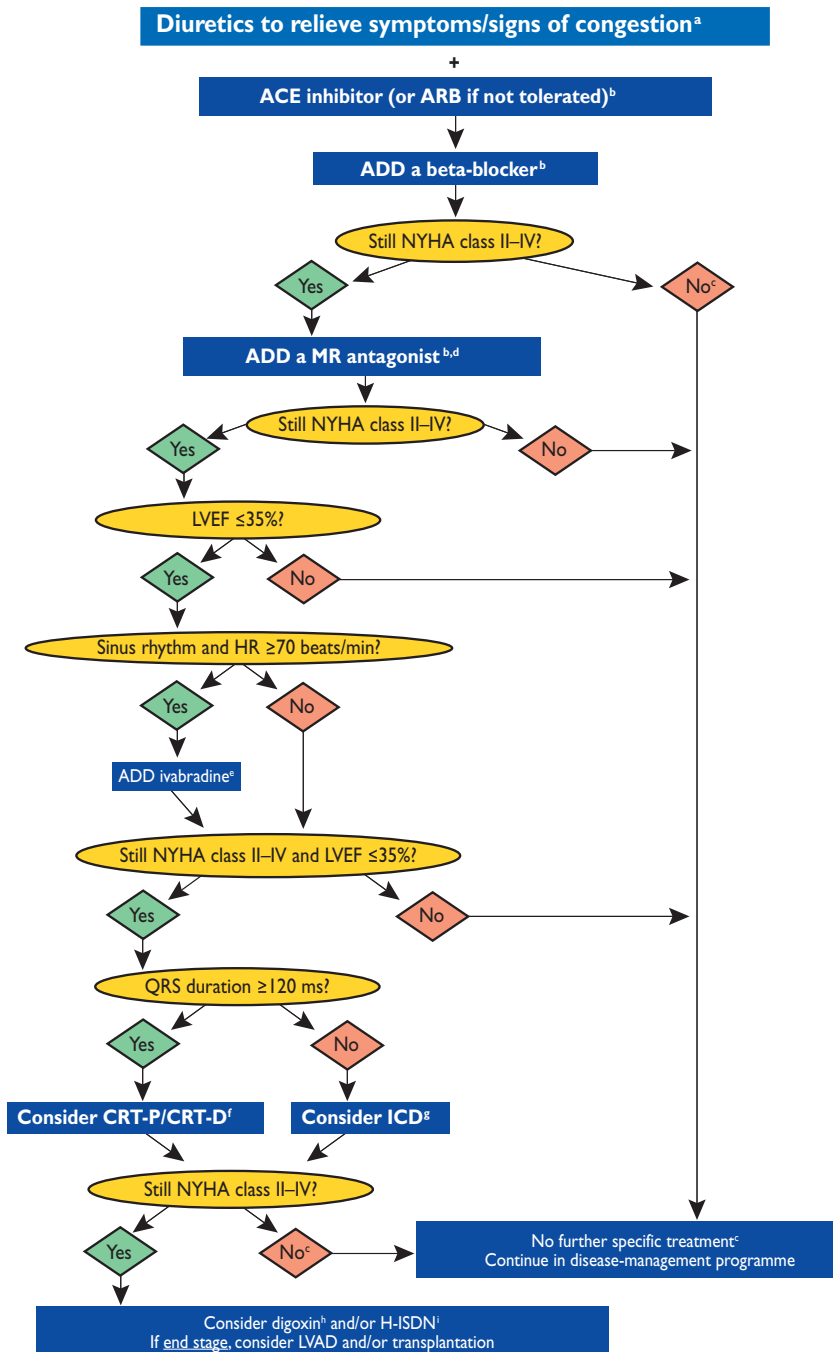 Diuretics to relieve symptoms/signs of congestionᵃ
+
ACE inhibitor (or ARB if not tolerated)ᵇ
ADD a beta-blockerᵇ
Still NYHA class II–IV?
Yes
Noᶜ
ADD a MR antagonistᵇ,ᵈ
Still NYHA class II–IV?
Yes
No
LVEF ≤35%?
Yes
No
Sinus rhythm and HR ≥70 beats/min?
Yes
No
ADD ivabradineᵉ
Still NYHA class II–IV and LVEF ≤35%?
Yes
No
QRS duration ≥120 ms?
Yes
No
Consider CRT-P/CRT-Dᶠ
Consider ICDᵍ
Still NYHA class II–IV?
Yes
Noᶜ
No further specific treatmentᶜ
Continue in disease-management programme
Consider digoxinʰ and/or H-ISDNⁱ
If end stage, consider LVAD and/or transplantation